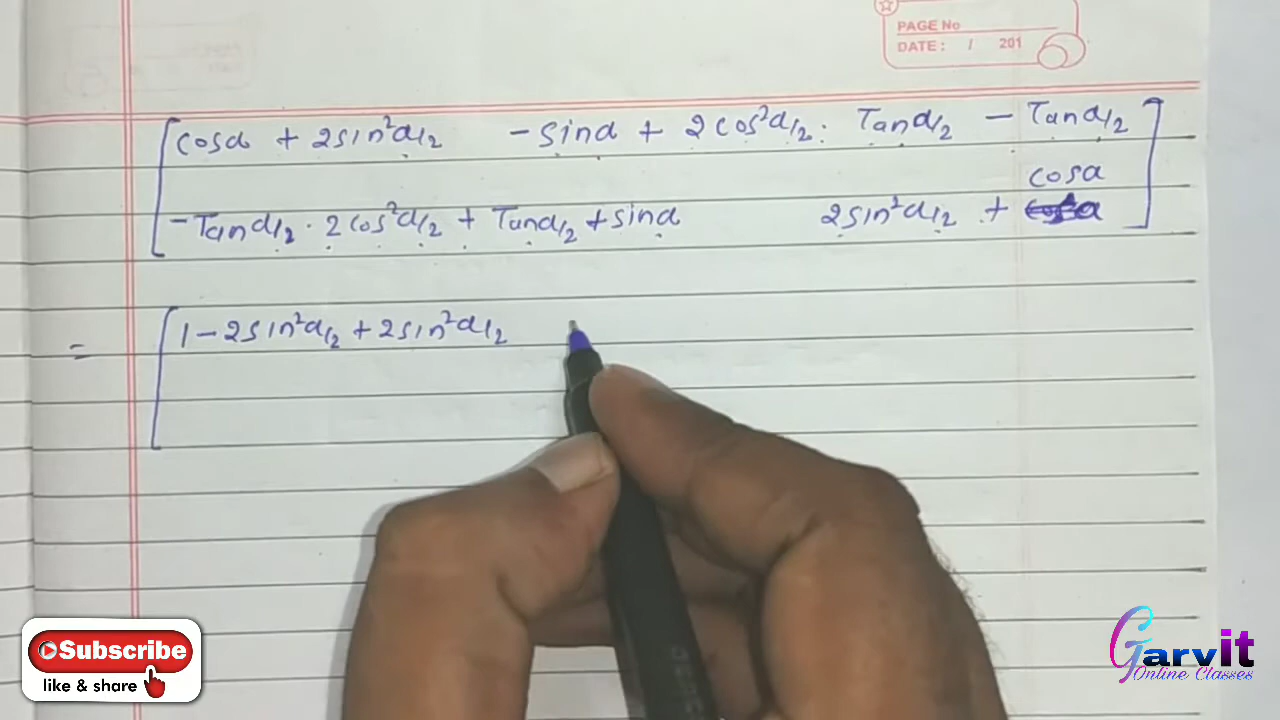 PAGE No
DATE : / 201
cosα + 2sin²α/2 -sinα + 2cos²α/2 . Tanα/2 - Tanα/2
cosα
-Tanα/2 . 2cos²α/2 + Tanα/2 + sinα 2sin²α/2 +
= 1 - 2sin²α/2 + 2sin²α/2
Subscribe
like & share
Garvit
Online Classes